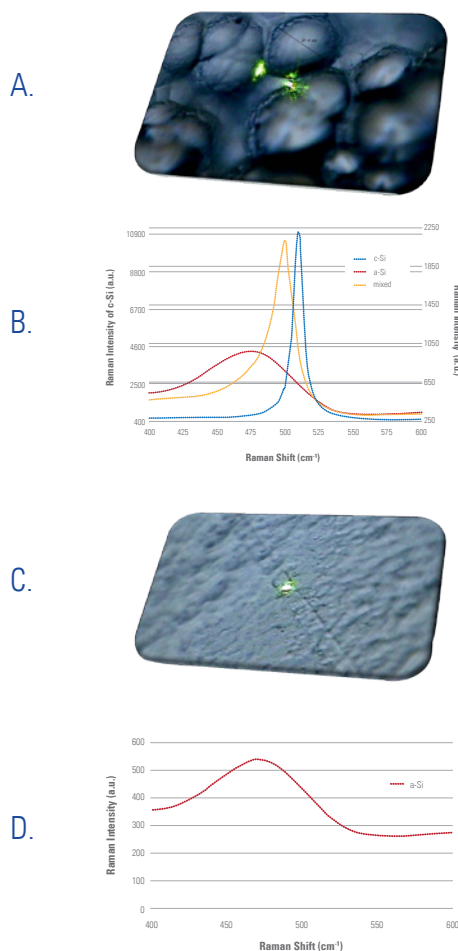 A.
B.
10900
8800
6700
4600
2500
400
2250
1850
1450
1050
650
250
c-Si
a-Si
mixed
Raman Intensity of c-Si (a.u.)
Raman Intensity (a.u)
400 425 450 475 500 525 550 575 600
Raman Shift (cm⁻¹)
C.
D.
600
500
400
300
200
100
0
a-Si
Raman Intensity (a.u.)
400 450 500 550 600
Raman Shift (cm⁻¹)